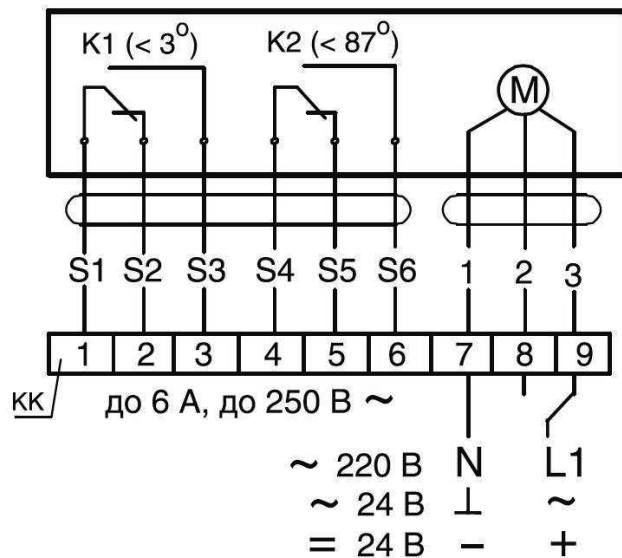 K1 (< 3°) K2 (< 87°)
M
S1 S2 S3 S4 S5 S6 1 2 3
1 2 3 4 5 6 7 8 9
КК до 6 А, до 250 В ~
~ 220 В N L1
~ 24 В ⊥ ~
= 24 В – +